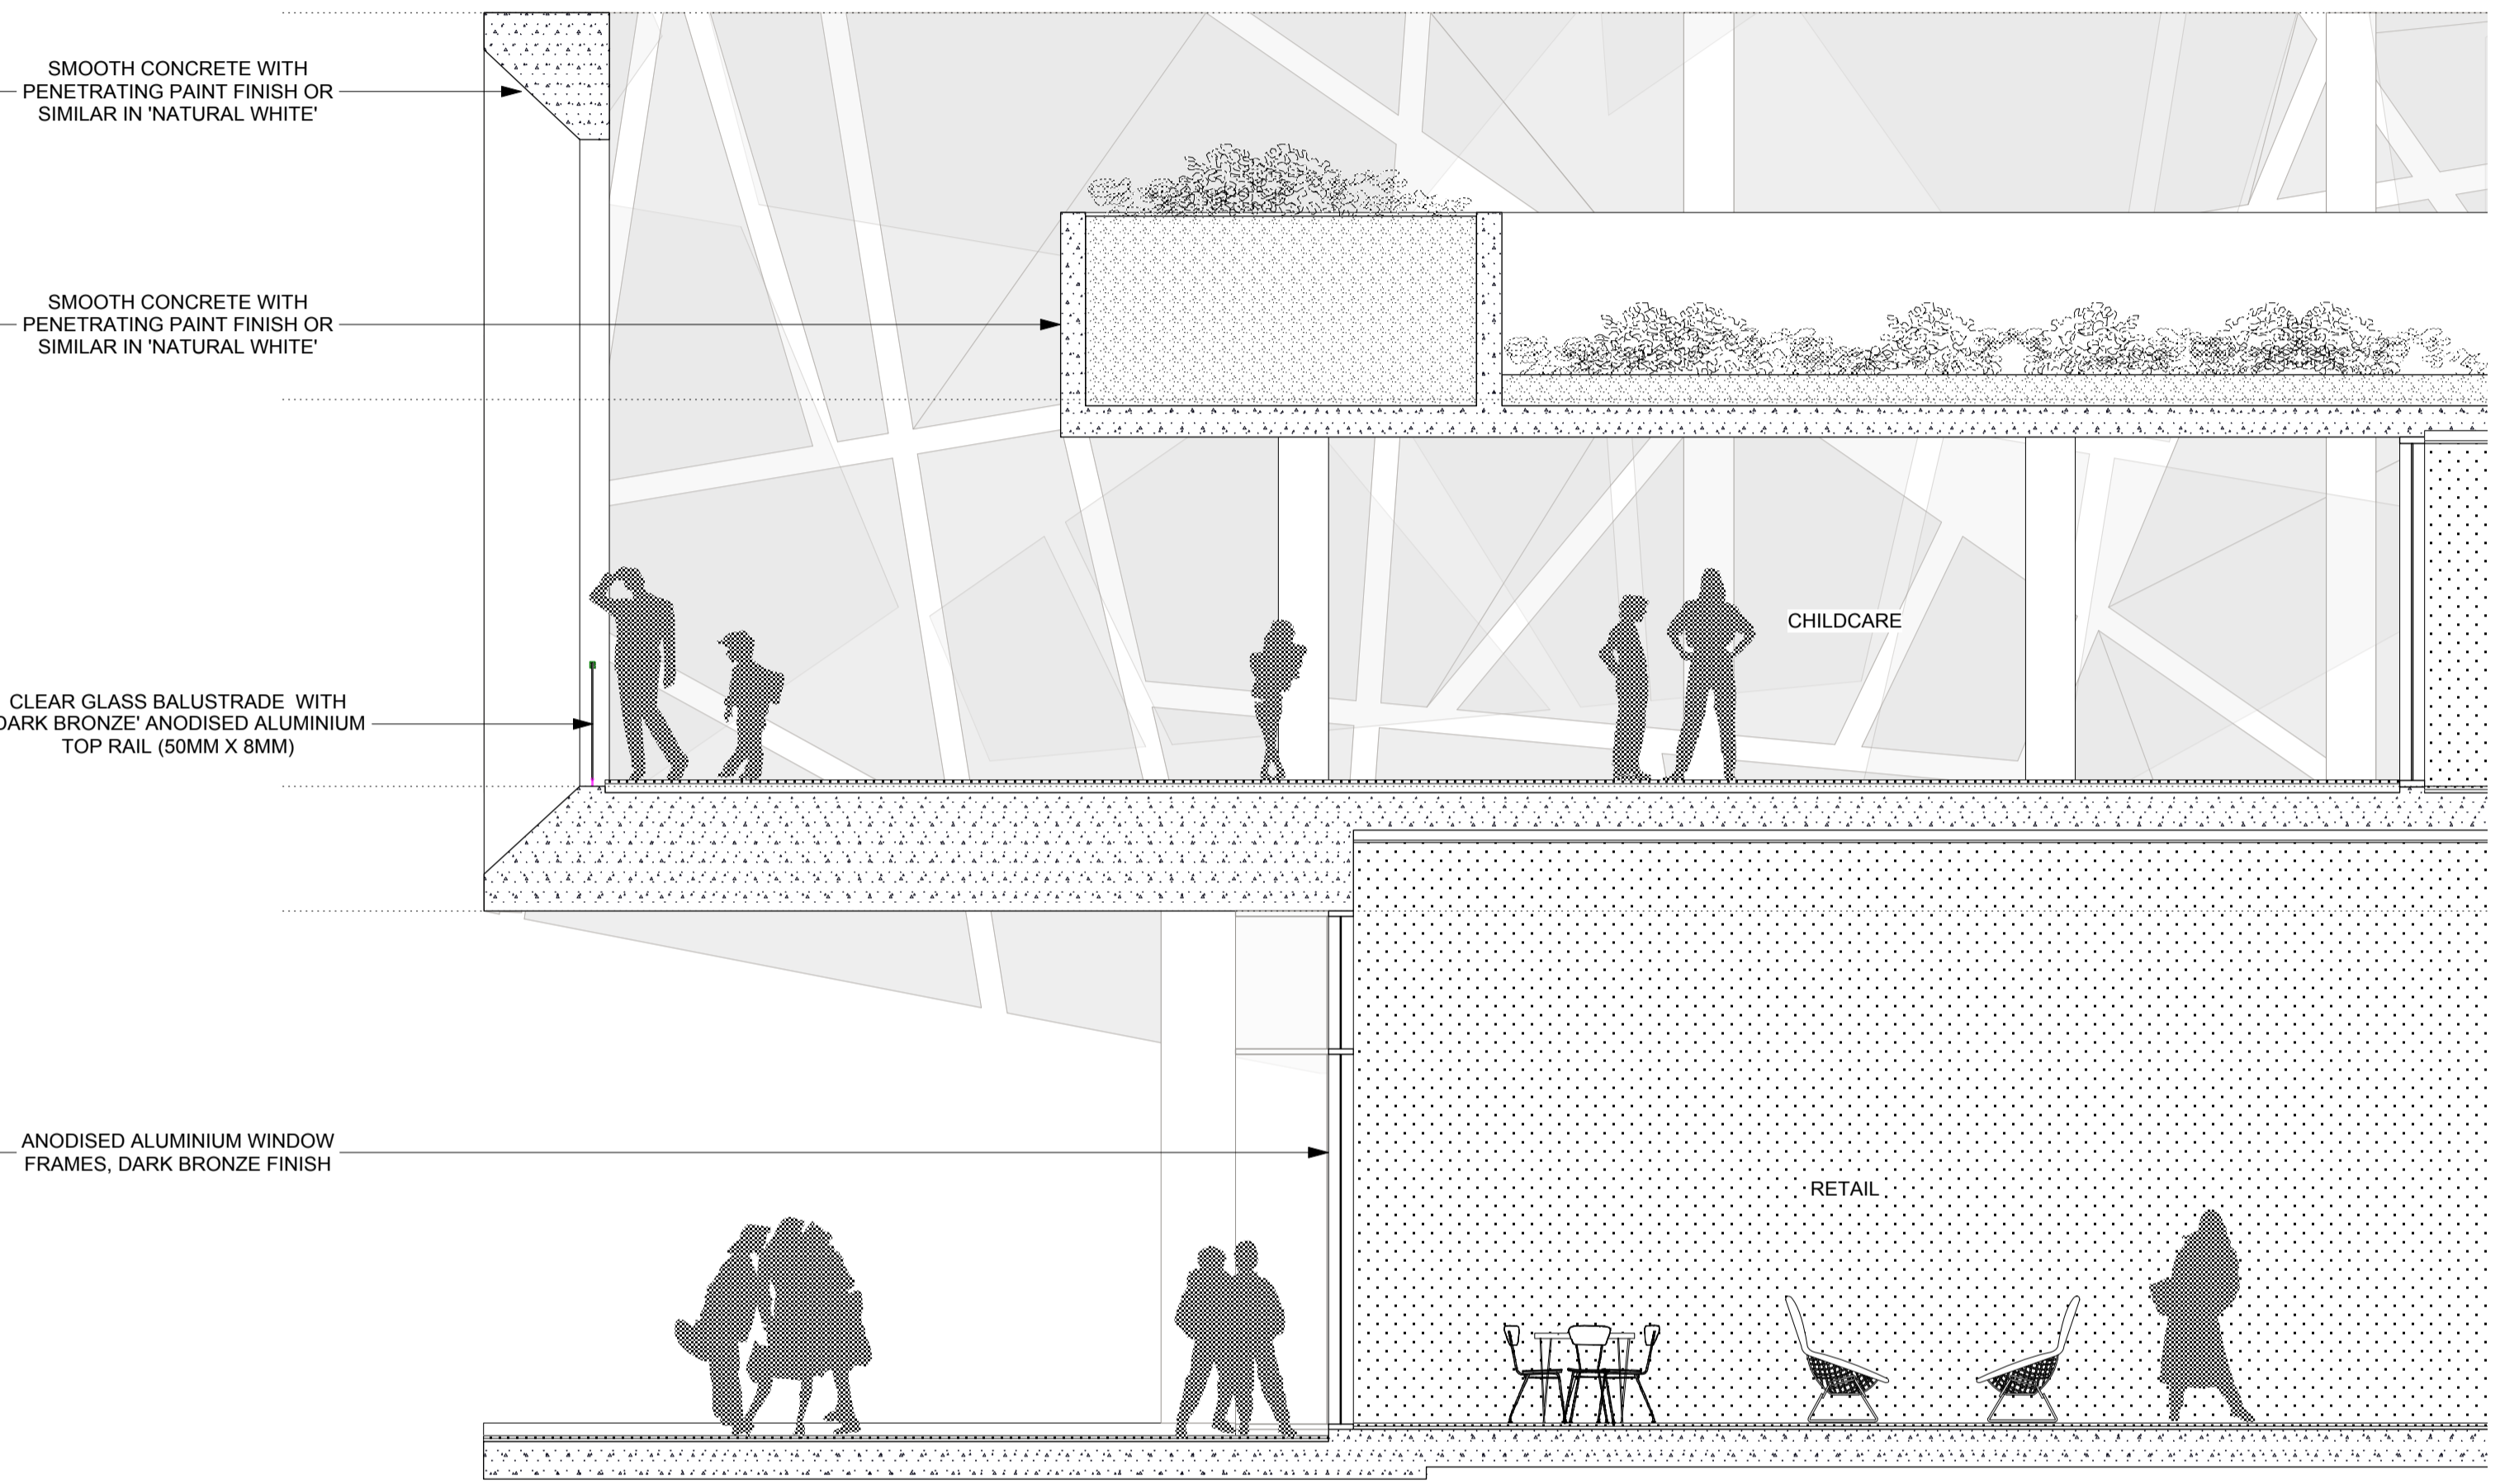 SMOOTH CONCRETE WITH
PENETRATING PAINT FINISH OR
SIMILAR IN 'NATURAL WHITE'
SMOOTH CONCRETE WITH
PENETRATING PAINT FINISH OR
SIMILAR IN 'NATURAL WHITE'
CHILDCARE
CLEAR GLASS BALUSTRADE WITH
DARK BRONZE' ANODISED ALUMINIUM
TOP RAIL (50MM X 8MM)
ANODISED ALUMINIUM WINDOW
FRAMES, DARK BRONZE FINISH
RETAIL